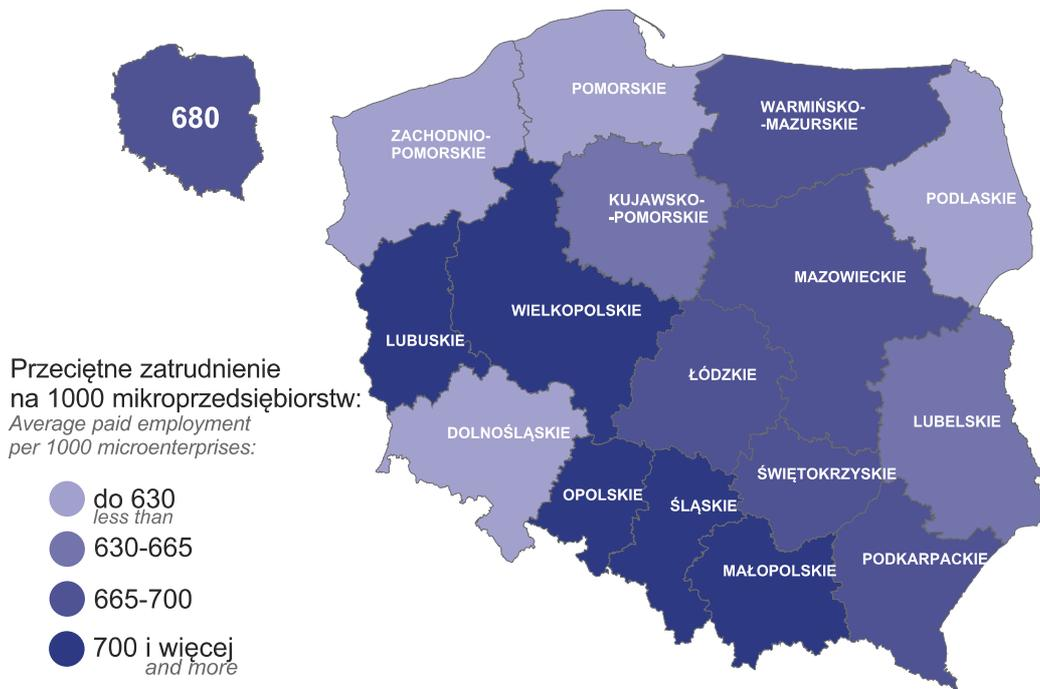 680
POMORSKIE
WARMIŃSKO-
-MAZURSKIE
ZACHODNIO-
POMORSKIE
PODLASKIE
KUJAWSKO-
-POMORSKIE
MAZOWIECKIE
WIELKOPOLSKIE
LUBUSKIE
ŁÓDZKIE
LUBELSKIE
DOLNOŚLĄSKIE
ŚWIĘTOKRZYSKIE
OPOLSKIE
ŚLĄSKIE
PODKARPACKIE
MAŁOPOLSKIE
Przeciętne zatrudnienie
na 1000 mikroprzedsiębiorstw:
Average paid employment
per 1000 microenterprises:
do 630
less than
630-665
665-700
700 i więcej
and more